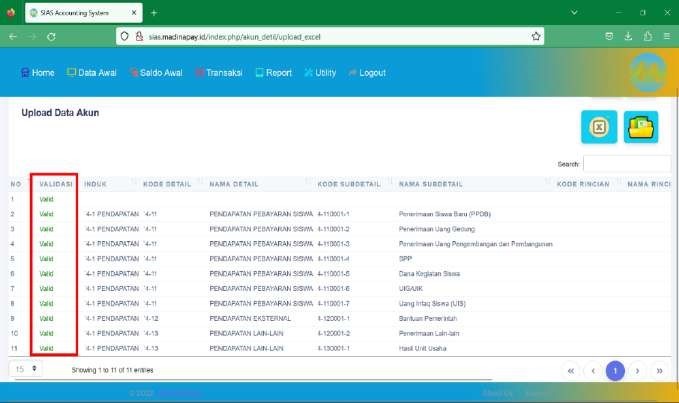 SIAS Accounting System
sias.madinapay.id/index.php/akun_detil/upload_excel
Home Data Awal Saldo Awal Transaksi Report Utility Logout
Upload Data Akun
Search:
NO VALIDASI INDUK KODE DETAIL NAMA DETAIL KODE SUBDETAIL NAMA SUBDETAIL KODE RINCIAN NAMA RINCI
1 Valid
2 Valid '4-1 PENDAPATAN '4-11 PENDAPATAN PEBAYARAN SISWA 4-110001-1 Penerimaan Siswa Baru (PPDB)
3 Valid '4-1 PENDAPATAN '4-11 PENDAPATAN PEBAYARAN SISWA 4-110001-2 Penerimaan Uang Gedung
4 Valid '4-1 PENDAPATAN '4-11 PENDAPATAN PEBAYARAN SISWA 4-110001-3 Penerimaan Uang Pengembangan dan Pembangunan
5 Valid '4-1 PENDAPATAN '4-11 PENDAPATAN PEBAYARAN SISWA 4-110001-4 SPP
6 Valid '4-1 PENDAPATAN '4-11 PENDAPATAN PEBAYARAN SISWA 4-110001-5 Dana Kegiatan Siswa
7 Valid '4-1 PENDAPATAN '4-11 PENDAPATAN PEBAYARAN SISWA 4-110001-6 UIG/UIK
8 Valid '4-1 PENDAPATAN '4-11 PENDAPATAN PEBAYARAN SISWA 4-110001-7 Uang Infaq Siswa (UIS)
9 Valid '4-1 PENDAPATAN '4-12 PENDAPATAN EKSTERNAL 4-120001-1 Bantuan Pemerintah
10 Valid '4-1 PENDAPATAN '4-13 PENDAPATAN LAIN-LAIN 4-120001-2 Penerimaan Lain-lain
11 Valid '4-1 PENDAPATAN '4-13 PENDAPATAN LAIN-LAIN 4-130001-1 Hasil Unit Usaha
15 Showing 1 to 11 of 11 entries « ‹ 1 › »
About Us